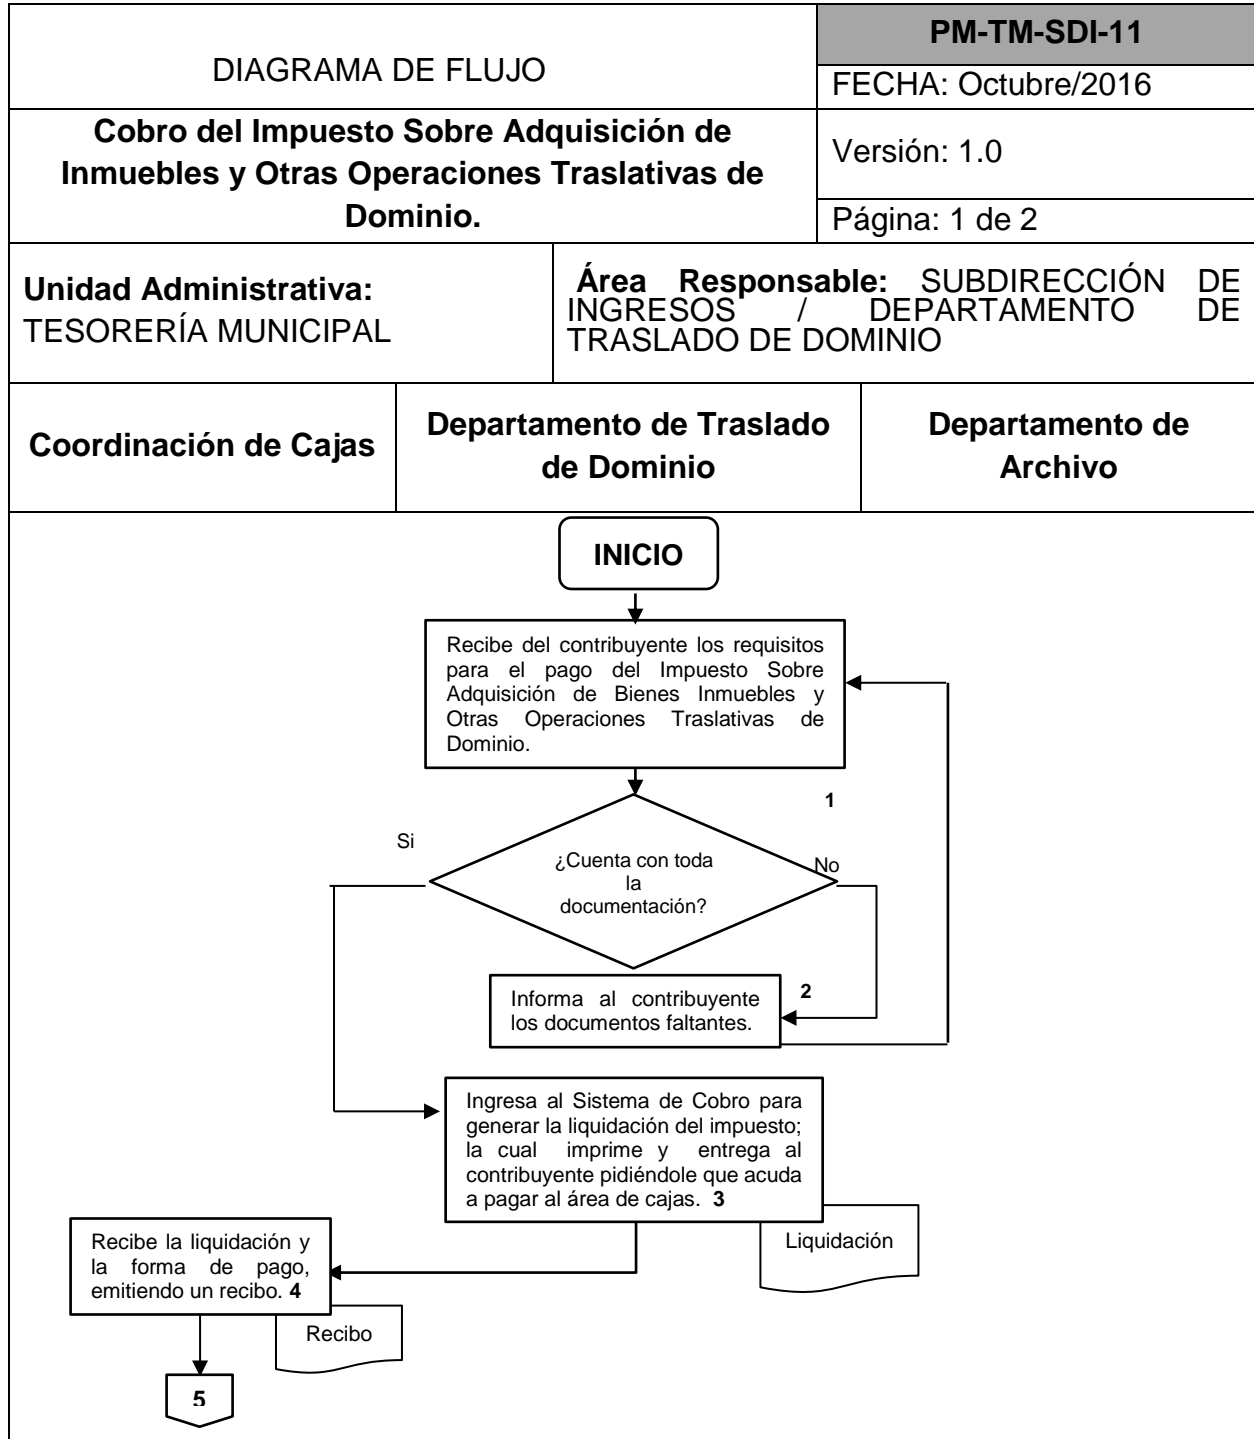 DIAGRAMA DE FLUJO
PM-TM-SDI-11
FECHA: Octubre/2016
Cobro del Impuesto Sobre Adquisición de
Inmuebles y Otras Operaciones Traslativas de
Dominio.
Versión: 1.0
Página: 1 de 2
Unidad Administrativa:
TESORERÍA MUNICIPAL
Área Responsable: SUBDIRECCIÓN DE
INGRESOS / DEPARTAMENTO DE
TRASLADO DE DOMINIO
Coordinación de Cajas
Departamento de Traslado
de Dominio
Departamento de
Archivo
INICIO
Recibe del contribuyente los requisitos
para el pago del Impuesto Sobre
Adquisición de Bienes Inmuebles y
Otras Operaciones Traslativas de
Dominio.
1
Si
¿Cuenta con toda
la
documentación?
No
Informa al contribuyente
los documentos faltantes.
2
Ingresa al Sistema de Cobro para
generar la liquidación del impuesto;
la cual imprime y entrega al
contribuyente pidiéndole que acuda
a pagar al área de cajas. 3
Liquidación
Recibe la liquidación y
la forma de pago,
emitiendo un recibo. 4
Recibo
5